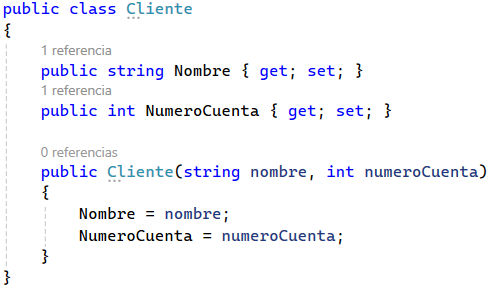 public class Cliente
{
1 referencia
public string Nombre { get; set; }
1 referencia
public int NumeroCuenta { get; set; }
0 referencias
public Cliente(string nombre, int numeroCuenta)
{
Nombre = nombre;
NumeroCuenta = numeroCuenta;
}
}